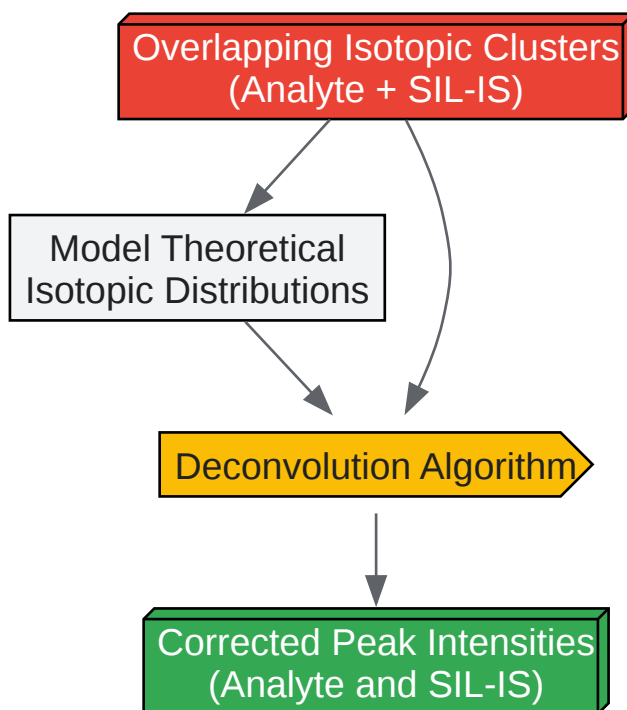 Overlapping Isotopic Clusters
(Analyte + SIL-IS)
Model Theoretical
Isotopic Distributions
Deconvolution Algorithm
Corrected Peak Intensities
(Analyte and SIL-IS)